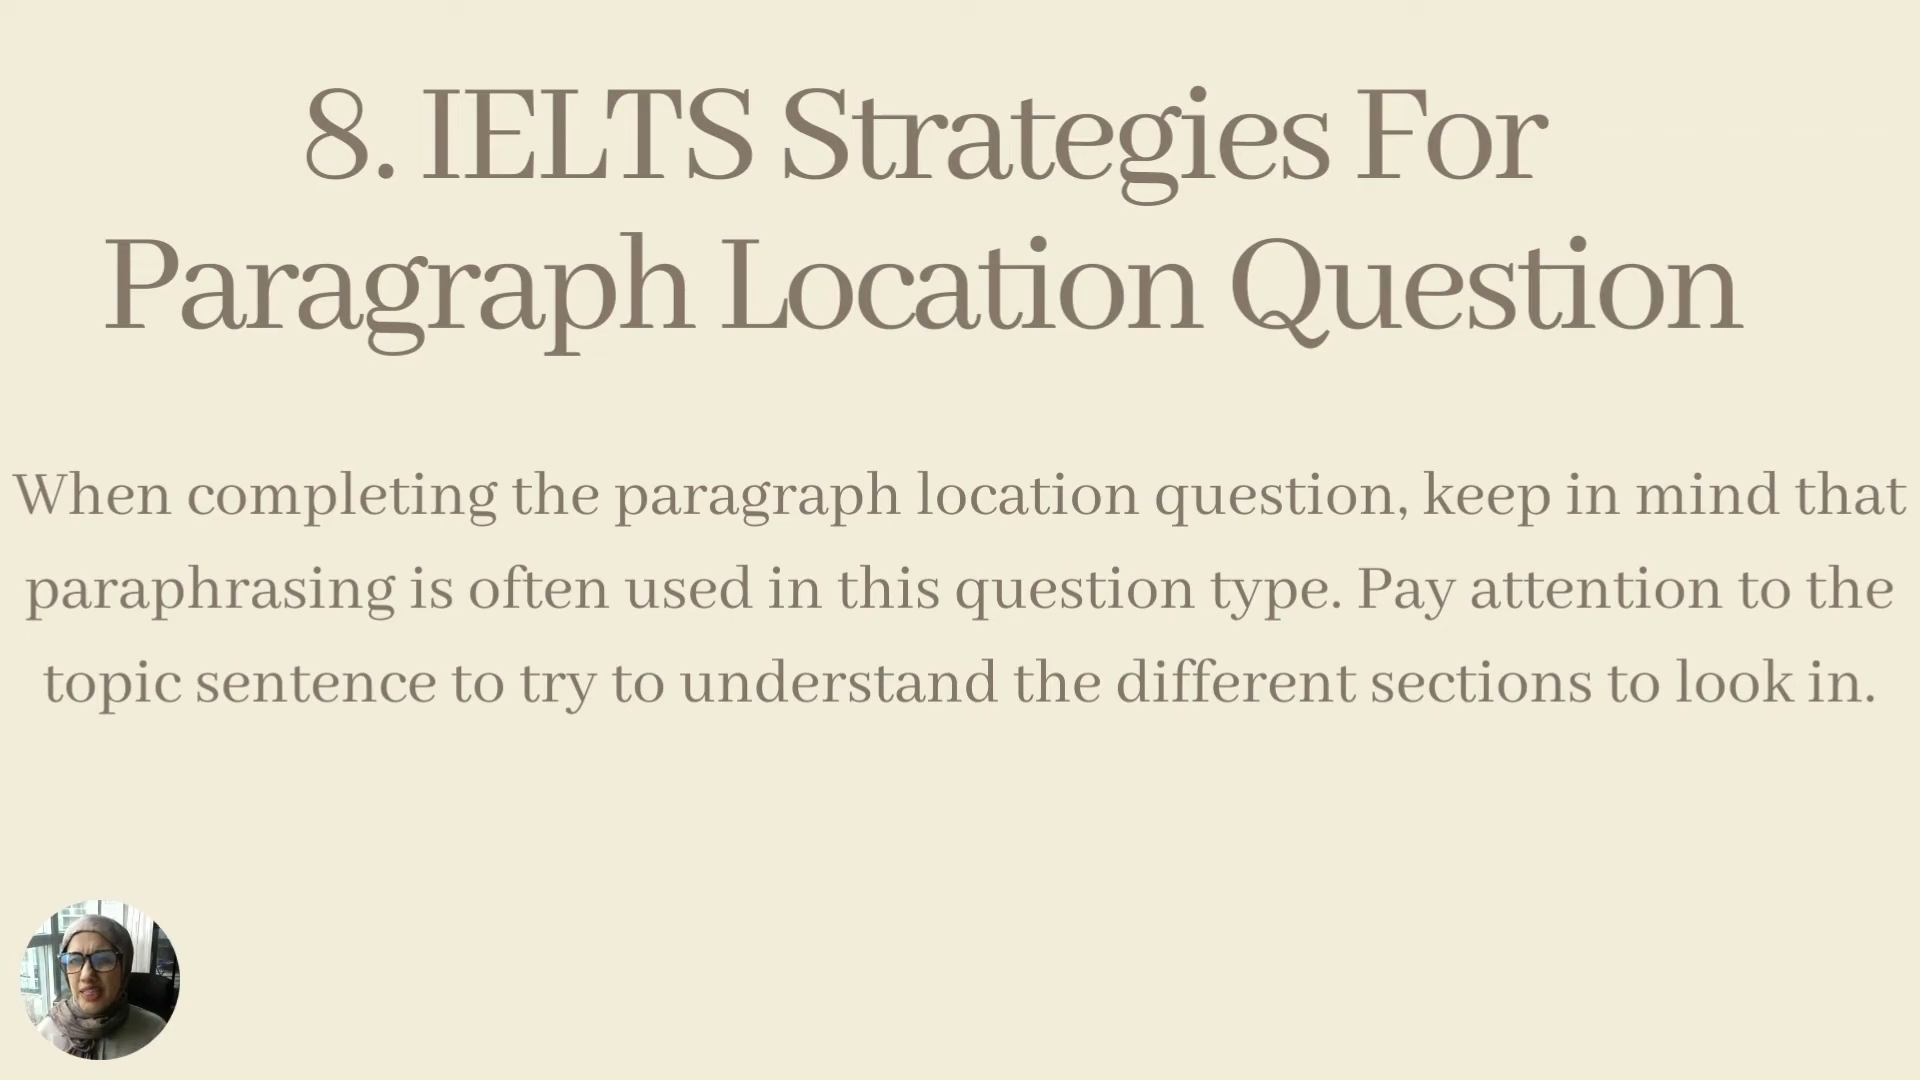 8. IELTS Strategies For
Paragraph Location Question
When completing the paragraph location question, keep in mind that
paraphrasing is often used in this question type. Pay attention to the
topic sentence to try to understand the different sections to look in.